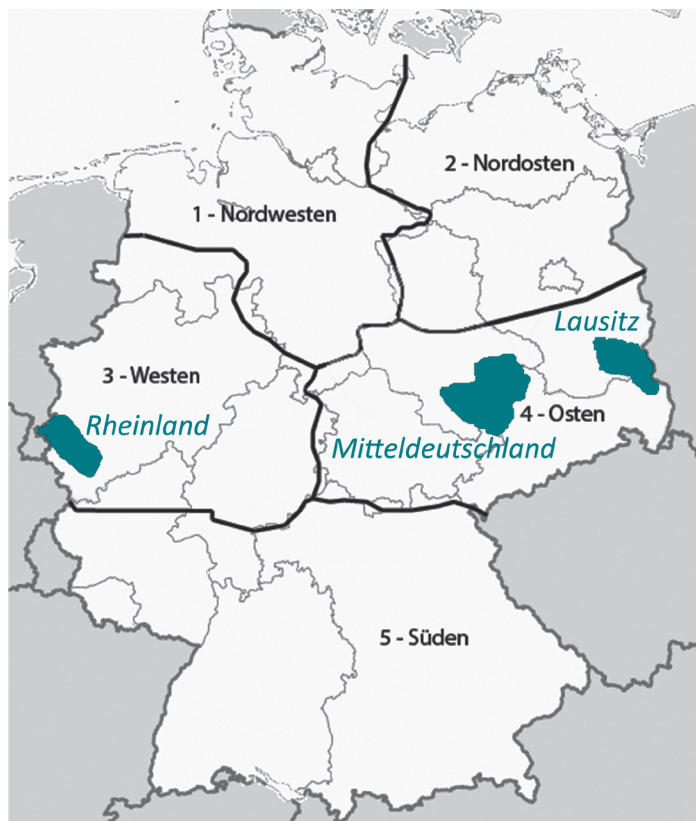 2 - Nordosten
1 - Nordwesten
Lausitz
3 - Westen
4 - Osten
Rheinland
Mitteldeutschland
5 - Süden